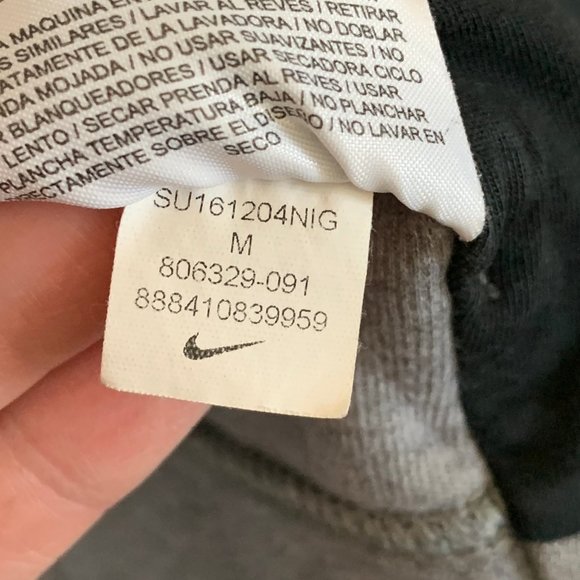 A MAQUINA EN
S SIMILARES / LAVAR AL REVES / RETIRAR
TAMENTE DE LA LAVADORA / NO DOBLAR
DA MOJADA / NO USAR SUAVIZANTES / NO
R BLANQUEADORES / USAR SECADORA CICLO
LENTO / SECAR PRENDA AL REVES / USAR
PLANCHA TEMPERATURA BAJA / NO PLANCHAR
ECTAMENTE SOBRE EL DISEÑO / NO LAVAR EN
SECO
SU161204NIG
M
806329-091
888410839959